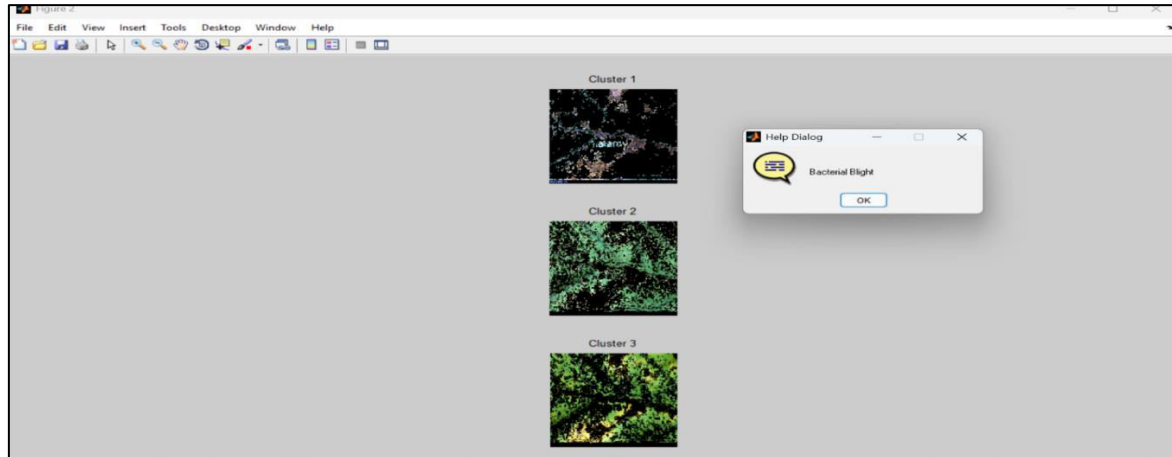 Figure 2
File Edit View Insert Tools Desktop Window Help
Cluster 1
Help Dialog
Bacterial Blight
OK
Cluster 2
Cluster 3